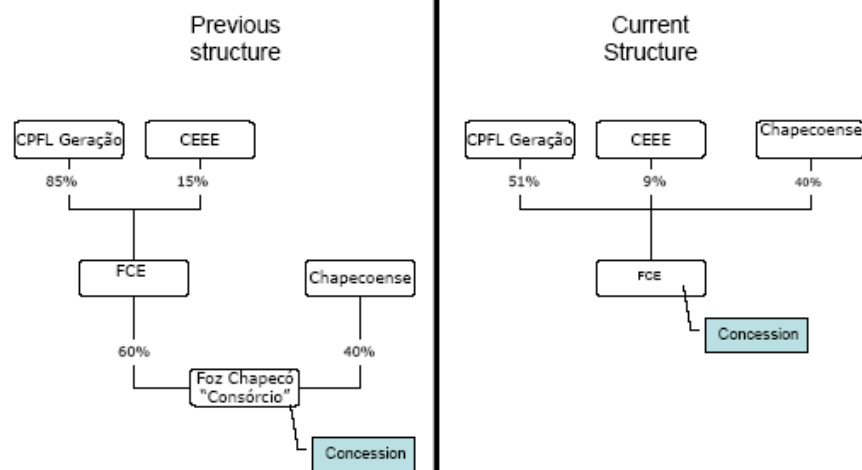 Previous
structure
CPFL Geração
CEEE
85%
15%
FCE
Chapecoense
60%
40%
Foz Chapecó
"Consórcio"
Concession
Current
Structure
CPFL Geração
CEEE
Chapecoense
51%
9%
40%
FCE
Concession